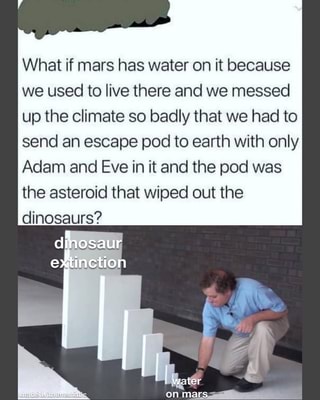 What if mars has water on it because
we used to live there and we messed
up the climate so badly that we had to
send an escape pod to earth with only
Adam and Eve in it and the pod was
the asteroid that wiped out the
dinosaurs?
dinosaur
extinction
water
on mars